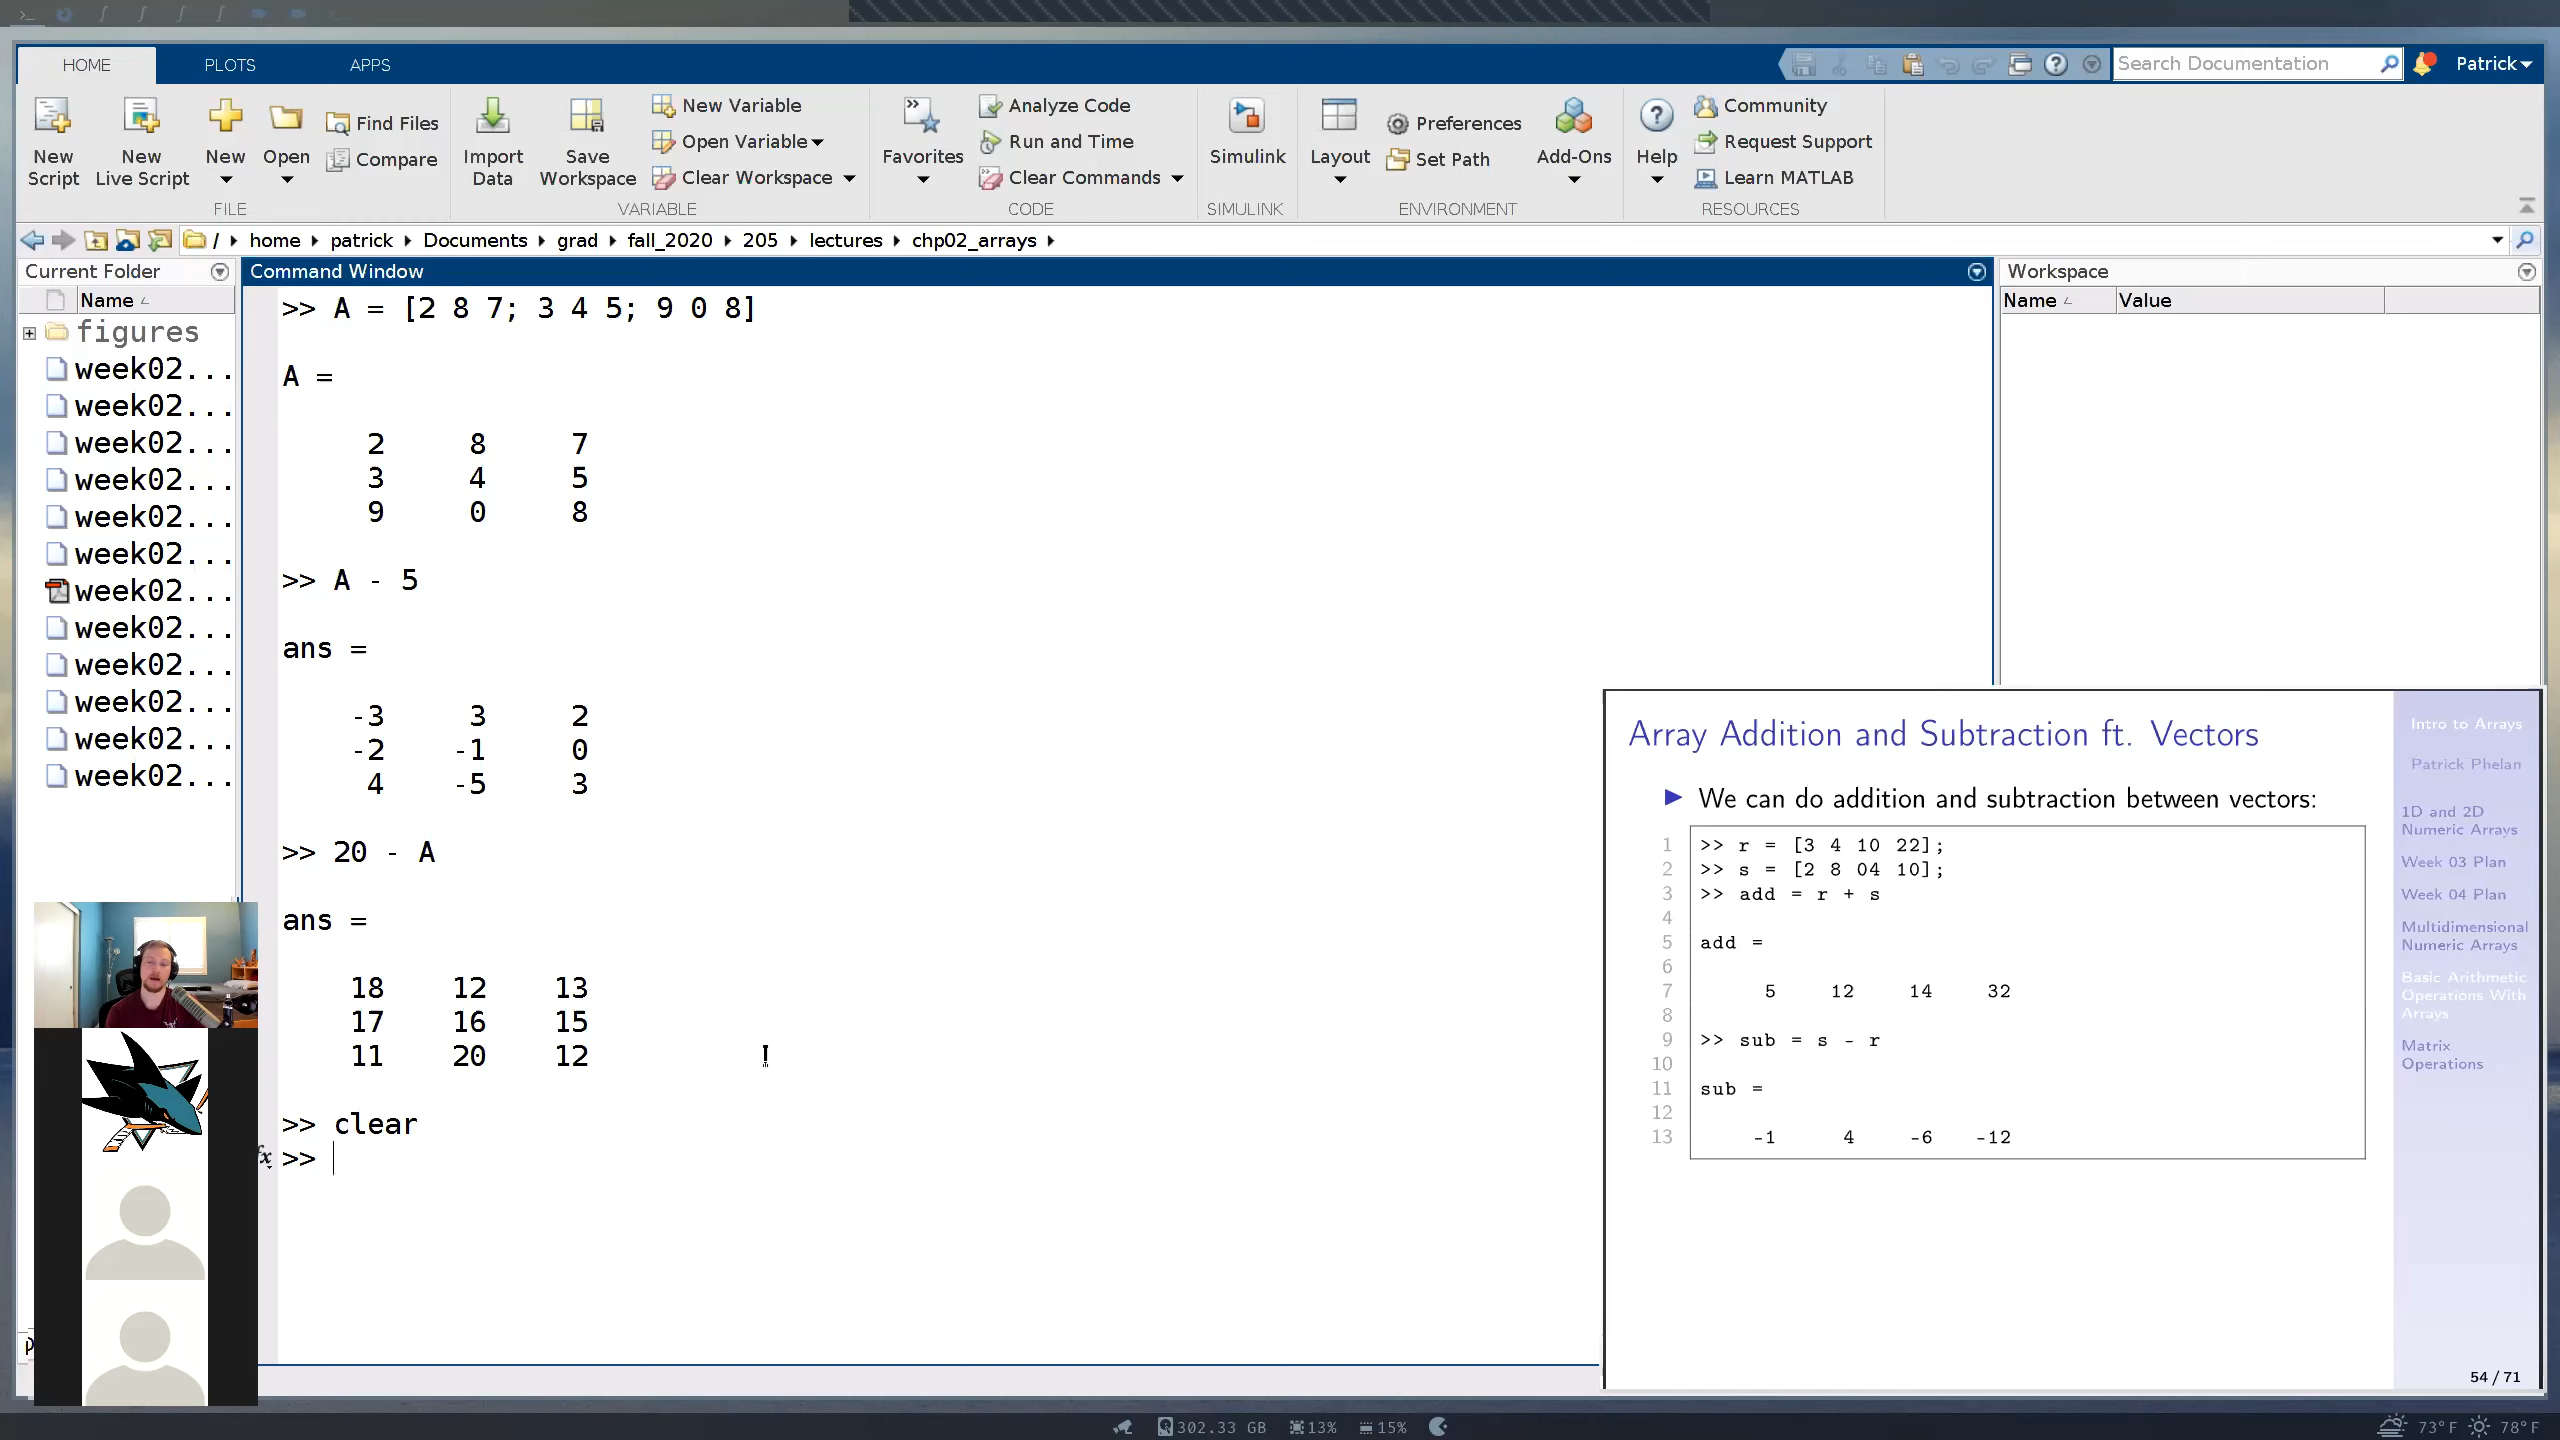 HOME PLOTS APPS
Search Documentation
Patrick
New Script
New Live Script
New
Open
Find Files
Compare
FILE
Import Data
Save Workspace
New Variable
Open Variable
Clear Workspace
VARIABLE
Favorites
Analyze Code
Run and Time
Clear Commands
CODE
Simulink
SIMULINK
Layout
Preferences
Set Path
Add-Ons
ENVIRONMENT
Help
Community
Request Support
Learn MATLAB
RESOURCES
/ home patrick Documents grad fall_2020 205 lectures chp02_arrays
Current Folder
Name
figures
week02...
week02...
week02...
week02...
week02...
week02...
week02...
week02...
week02...
week02...
week02...
week02...
Command Window
>> A = [2 8 7; 3 4 5; 9 0 8]
A =
2 8 7
3 4 5
9 0 8
>> A - 5
ans =
-3 3 2
-2 -1 0
4 -5 3
>> 20 - A
ans =
18 12 13
17 16 15
11 20 12
>> clear
fx >>
Workspace
Name Value
Array Addition and Subtraction ft. Vectors
We can do addition and subtraction between vectors:
1 >> r = [3 4 10 22];
2 >> s = [2 8 04 10];
3 >> add = r + s
4
5 add =
6
7 5 12 14 32
8
9 >> sub = s - r
10
11 sub =
12
13 -1 4 -6 -12
Intro to Arrays
Patrick Phelan
1D and 2D
Numeric Arrays
Week 03 Plan
Week 04 Plan
Multidimensional
Numeric Arrays
Basic Arithmetic
Operations With
Arrays
Matrix
Operations
54 / 71
302.33 GB 13% 15%
73°F 78°F